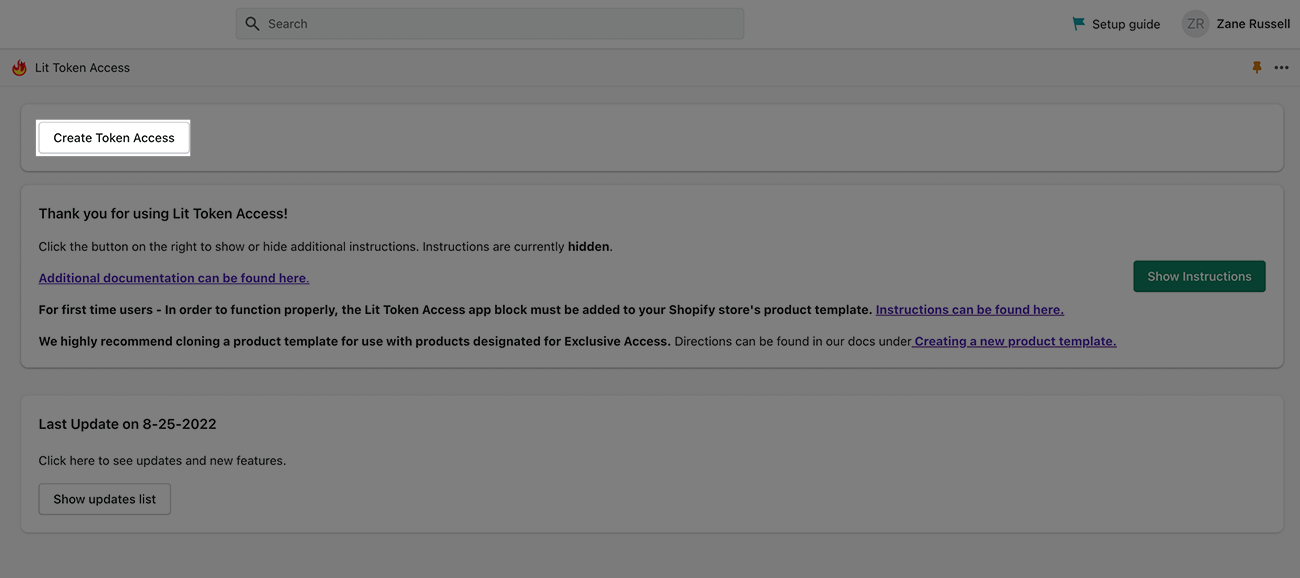 Search
Setup guide
ZR
Zane Russell
Lit Token Access
Create Token Access
Thank you for using Lit Token Access!
Click the button on the right to show or hide additional instructions. Instructions are currently hidden.
Additional documentation can be found here.
Show Instructions
For first time users - In order to function properly, the Lit Token Access app block must be added to your Shopify store's product template. Instructions can be found here.
We highly recommend cloning a product template for use with products designated for Exclusive Access. Directions can be found in our docs under Creating a new product template.
Last Update on 8-25-2022
Click here to see updates and new features.
Show updates list